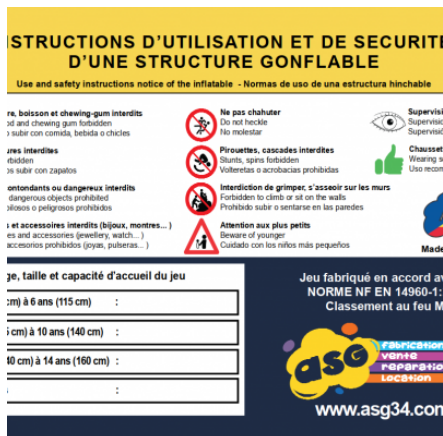 INSTRUCTIONS D'UTILISATION ET DE SECURITE
D'UNE STRUCTURE GONFLABLE
Use and safety instructions notice of the inflatable - Normas de uso de una estructura hinchable
re, boisson et chewing-gum interdits
od and chewing gum forbidden
o subir con comida, bebida o chicles
ures interdites
rbidden
os subir con zapatos
contondants ou dangereux interdits
dangerous objects prohibited
pilosos o peligrosos prohibidos
s et accessoires interdits (bijoux, montres... )
es and accessories (jewellery, watch... )
accesorios prohibidos (joyas, pulseras... )
Ne pas chahuter
Do not heckle
No molestar
Pirouettes, cascades interdites
Stunts, spins forbidden
Volteretas o acrobacias prohibidas
Interdiction de grimper, s'asseoir sur les murs
Forbidden to climb or sit on the walls
Prohibido subir o sentarse en las paredes
Attention aux plus petits
Beware of younger
Cuidado con los niños más pequeños
Supervisi
Supervisio
Supervisió
Chausset
Wearing s
Uso recom
Made
ge, taille et capacité d'accueil du jeu
cm) à 6 ans (115 cm) :
5 cm) à 10 ans (140 cm) :
40 cm) à 14 ans (160 cm) :
:
Jeu fabriqué en accord av
NORME NF EN 14960-1:
Classement au feu M
asg
fabrication
vente
reparatio
location
www.asg34.com